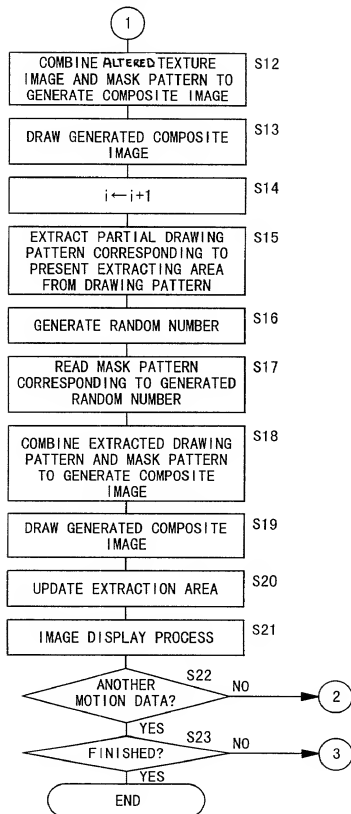 1
COMBINE ALTERED TEXTURE
IMAGE AND MASK PATTERN TO
GENERATE COMPOSITE IMAGE
S12
DRAW GENERATED COMPOSITE
IMAGE
S13
i←i+1
S14
EXTRACT PARTIAL DRAWING
PATTERN CORRESPONDING TO
PRESENT EXTRACTING AREA
FROM DRAWING PATTERN
S15
GENERATE RANDOM NUMBER
S16
READ MASK PATTERN
CORRESPONDING TO GENERATED
RANDOM NUMBER
S17
COMBINE EXTRACTED DRAWING
PATTERN AND MASK PATTERN
TO GENERATE COMPOSITE
IMAGE
S18
DRAW GENERATED COMPOSITE
IMAGE
S19
UPDATE EXTRACTION AREA
S20
IMAGE DISPLAY PROCESS
S21
ANOTHER
MOTION DATA?
S22
NO
2
YES
FINISHED?
S23
NO
3
YES
END